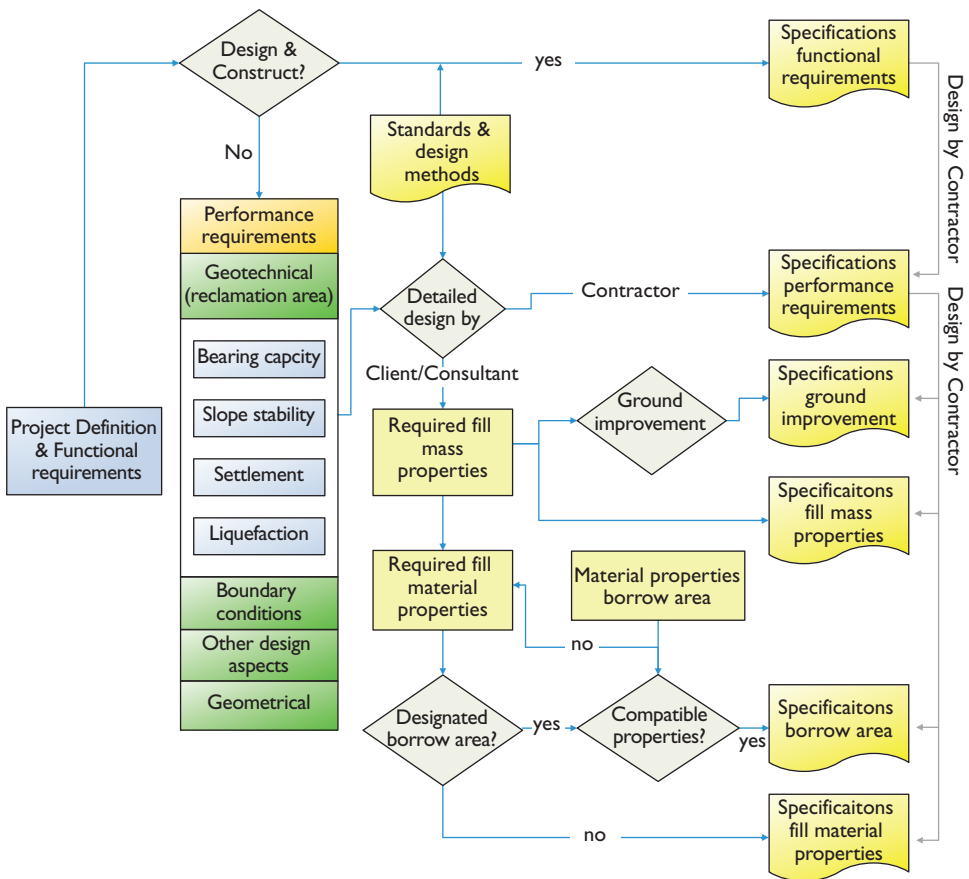 Design &
Construct?
yes
Specifications
functional
requirements
Design by Contractor
No
Standards &
design
methods
Performance
requirements
Geotechnical
(reclamation area)
Bearing capcity
Slope stability
Settlement
Liquefaction
Boundary
conditions
Other design
aspects
Geometrical
Project Definition
& Functional
requirements
Detailed
design by
Contractor
Specifications
performance
requirements
Design by Contractor
Client/Consultant
Required fill
mass
properties
Ground
improvement
Specifications
ground
improvement
Specificaitons
fill mass
properties
Required fill
material
properties
Material properties
borrow area
no
Designated
borrow area?
yes
Compatible
properties?
yes
Specificaitons
borrow area
no
Specificaitons
fill material
properties